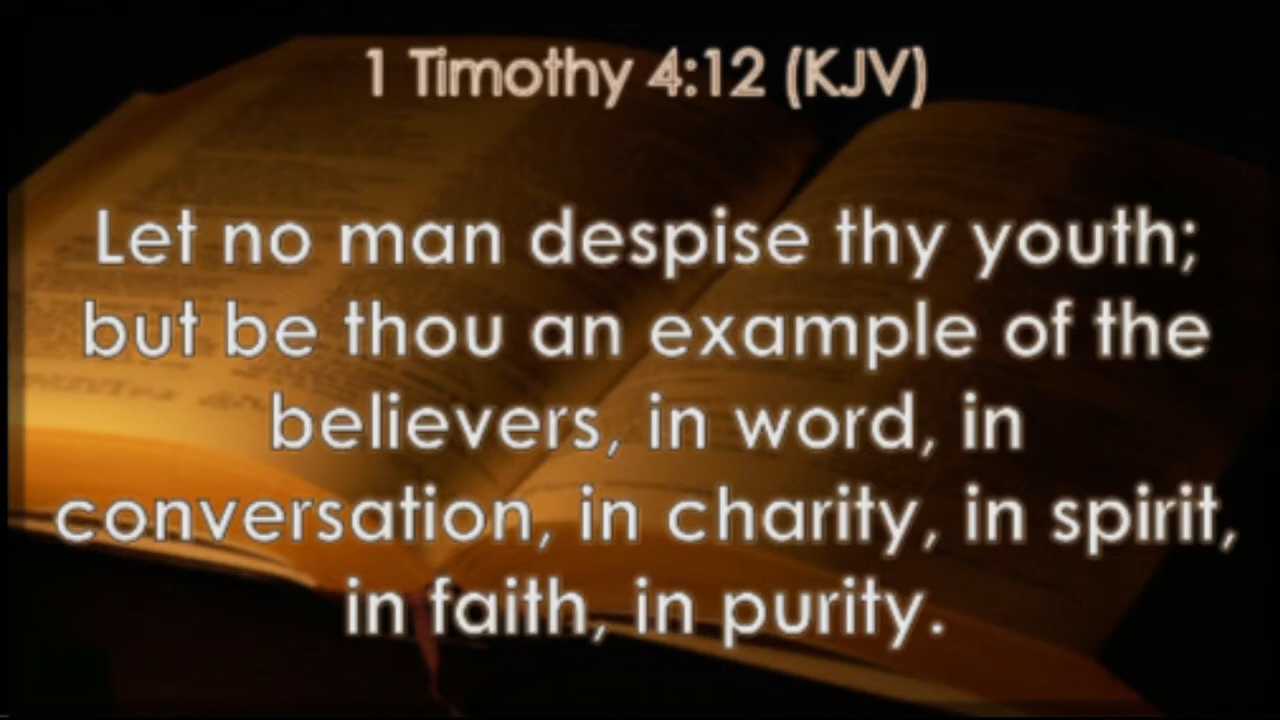 1 Timothy 4:12 (KJV)
Let no man despise thy youth;
but be thou an example of the
believers, in word, in
conversation, in charity, in spirit,
in faith, in purity.